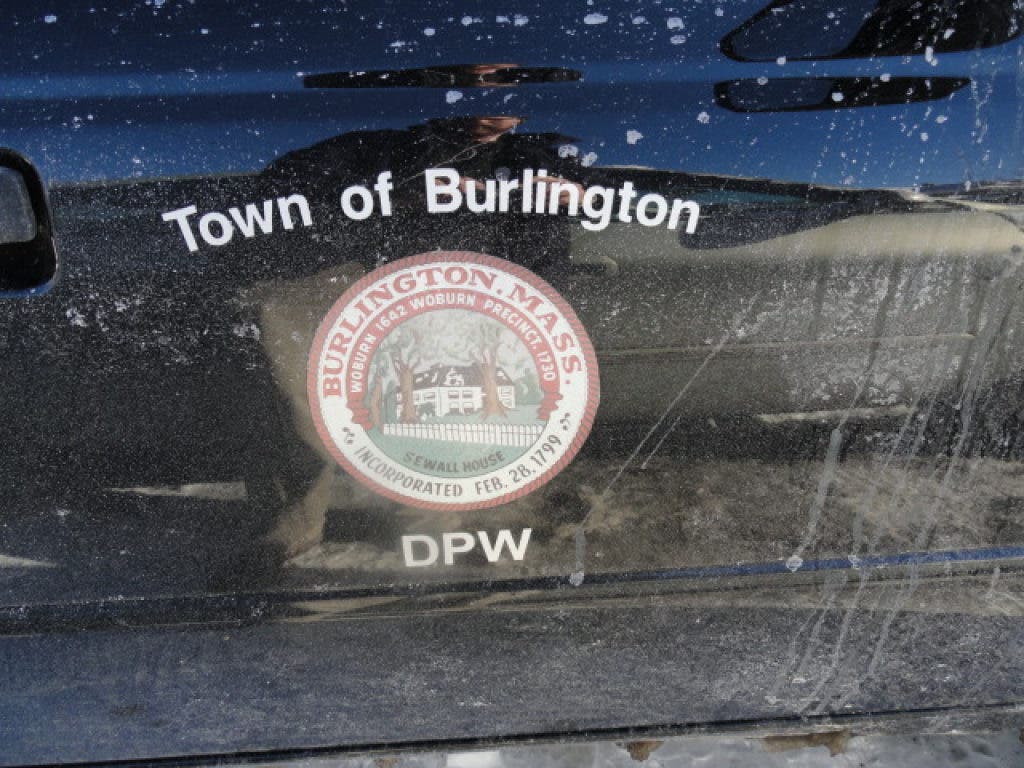 Town of Burlington
BURLINGTON, MASS.
WOBURN 1642 WOBURN PRECINCT, 1730
SEWALL HOUSE
INCORPORATED FEB. 28, 1799
DPW